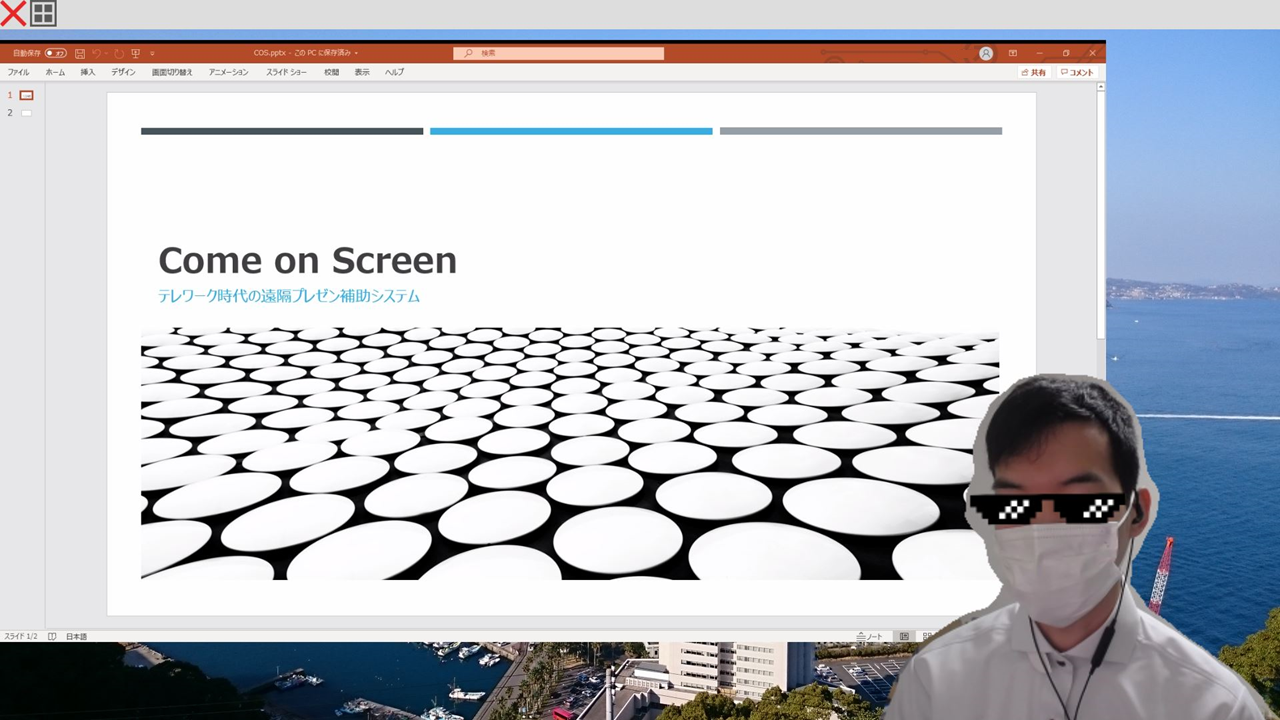 自動保存 オフ COS.pptx - この PC に保存済み 検索
ファイル ホーム 挿入 デザイン 画面切り替え アニメーション スライド ショー 校閲 表示 ヘルプ 共有 コメント
1
2
Come on Screen
テレワーク時代の遠隔プレゼン補助システム
スライド 1/2 日本語 ノート